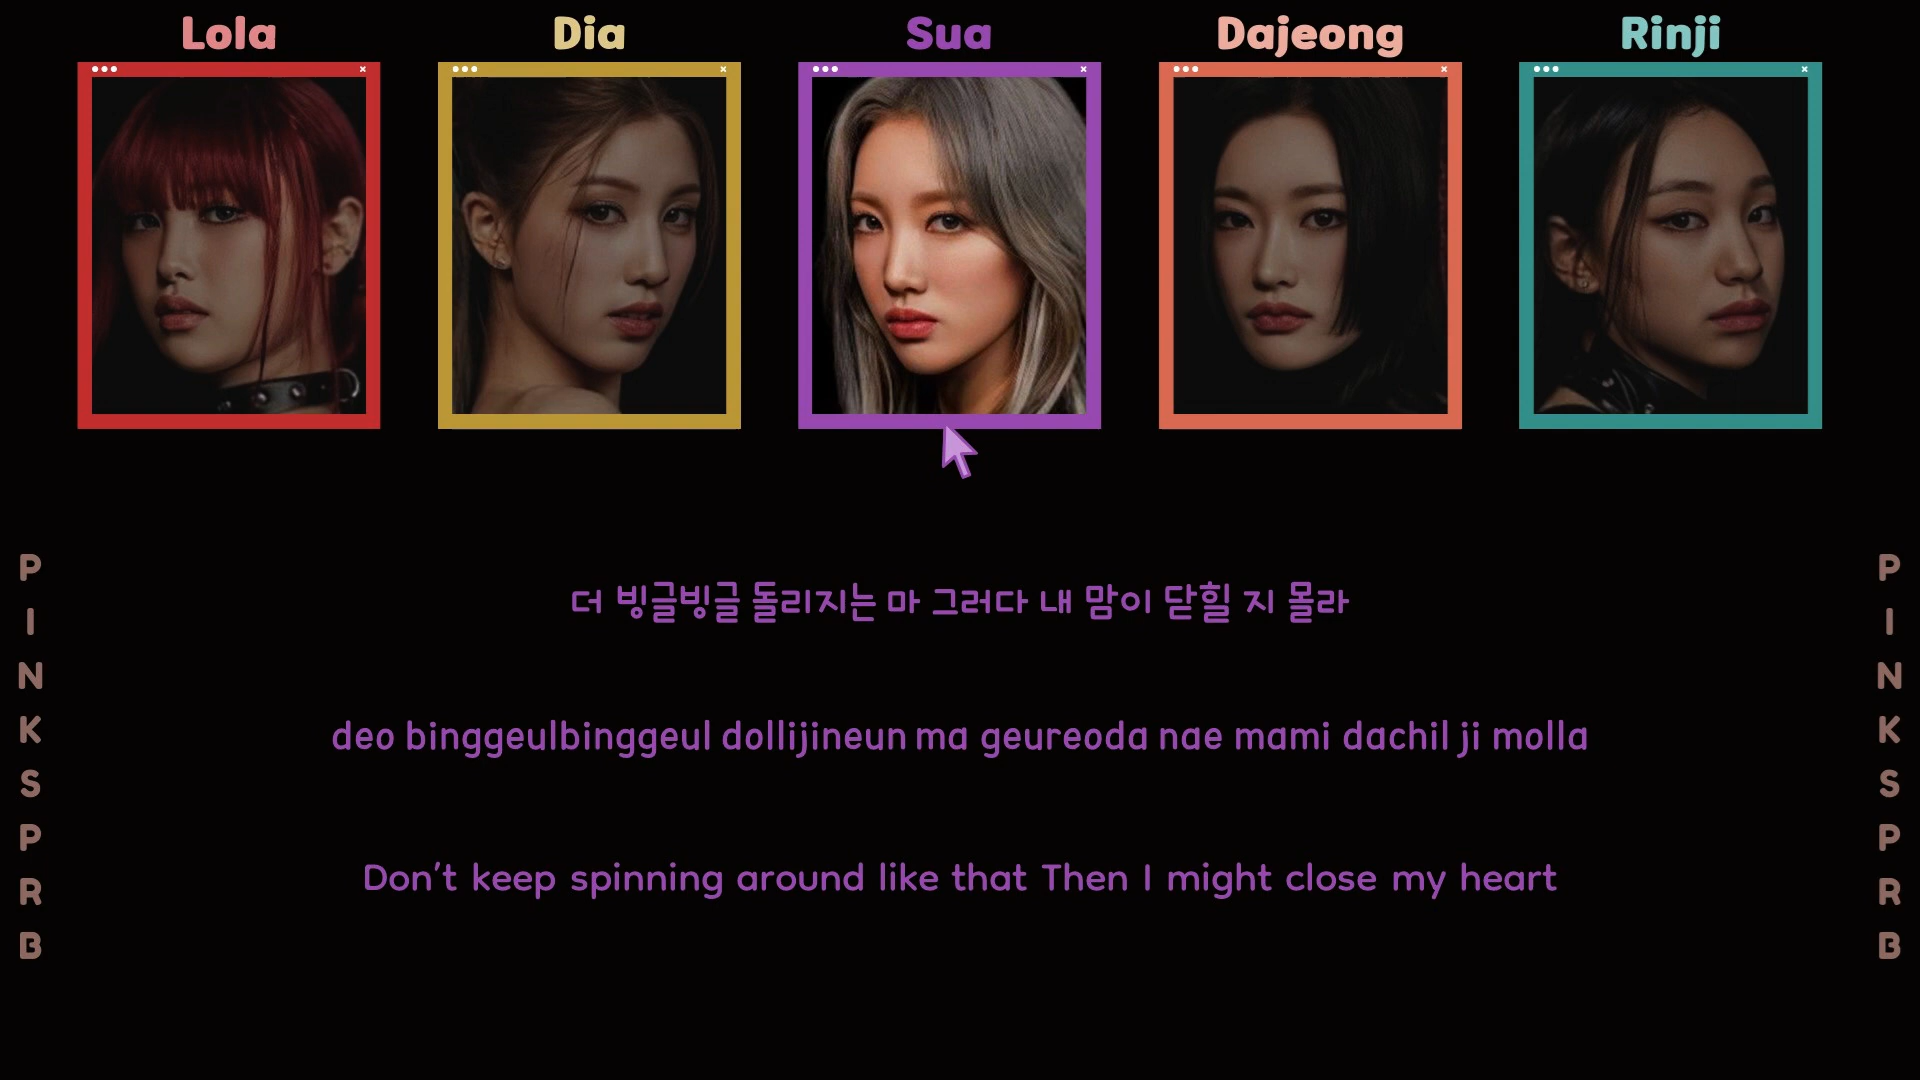 Lola
Dia
Sua
Dajeong
Rinji
더 빙글빙글 돌리지는 마 그러다 내 맘이 닫힐 지 몰라
deo binggeulbinggeul dollijineun ma geureoda nae mami dachil ji molla
Don't keep spinning around like that Then I might close my heart
PINKSPRB
PINKSPRB